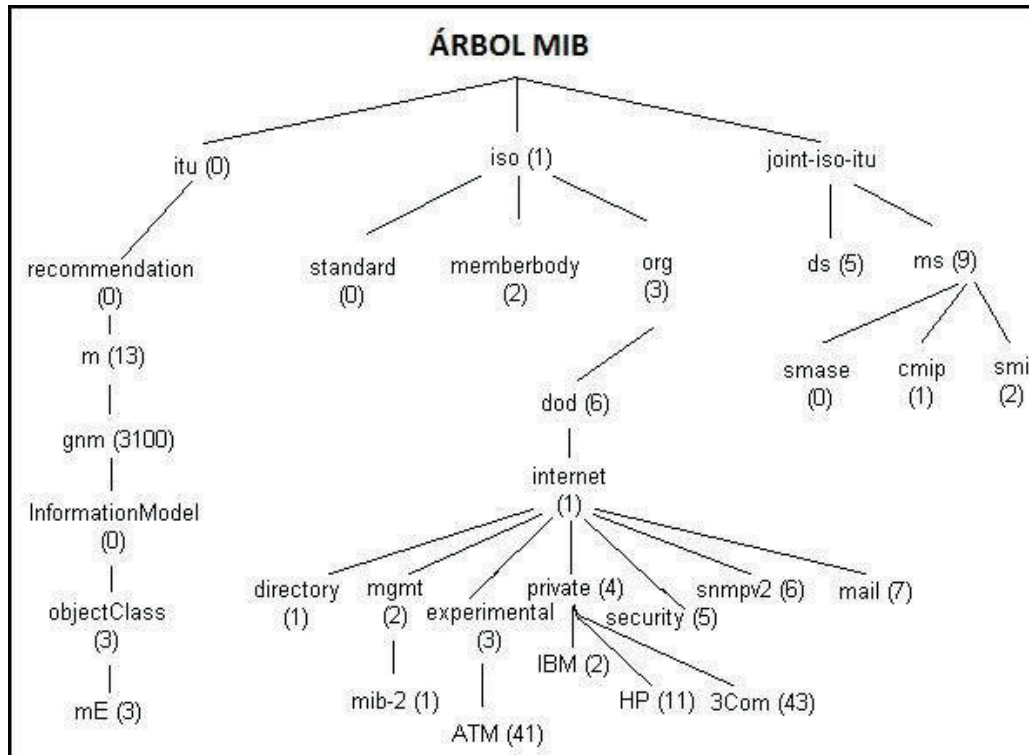 ÁRBOL MIB
itu (0)
iso (1)
joint-iso-itu
recommendation
(0)
standard
(0)
memberbody
(2)
org
(3)
ds (5)
ms (9)
m (13)
smase
(0)
cmip
(1)
smi
(2)
dod (6)
gnm (3100)
internet
(1)
InformationModel
(0)
directory
(1)
mgmt
(2)
experimental
(3)
private (4)
security (5)
snmpv2 (6)
mail (7)
objectClass
(3)
IBM (2)
mE (3)
mib-2 (1)
ATM (41)
HP (11)
3Com (43)